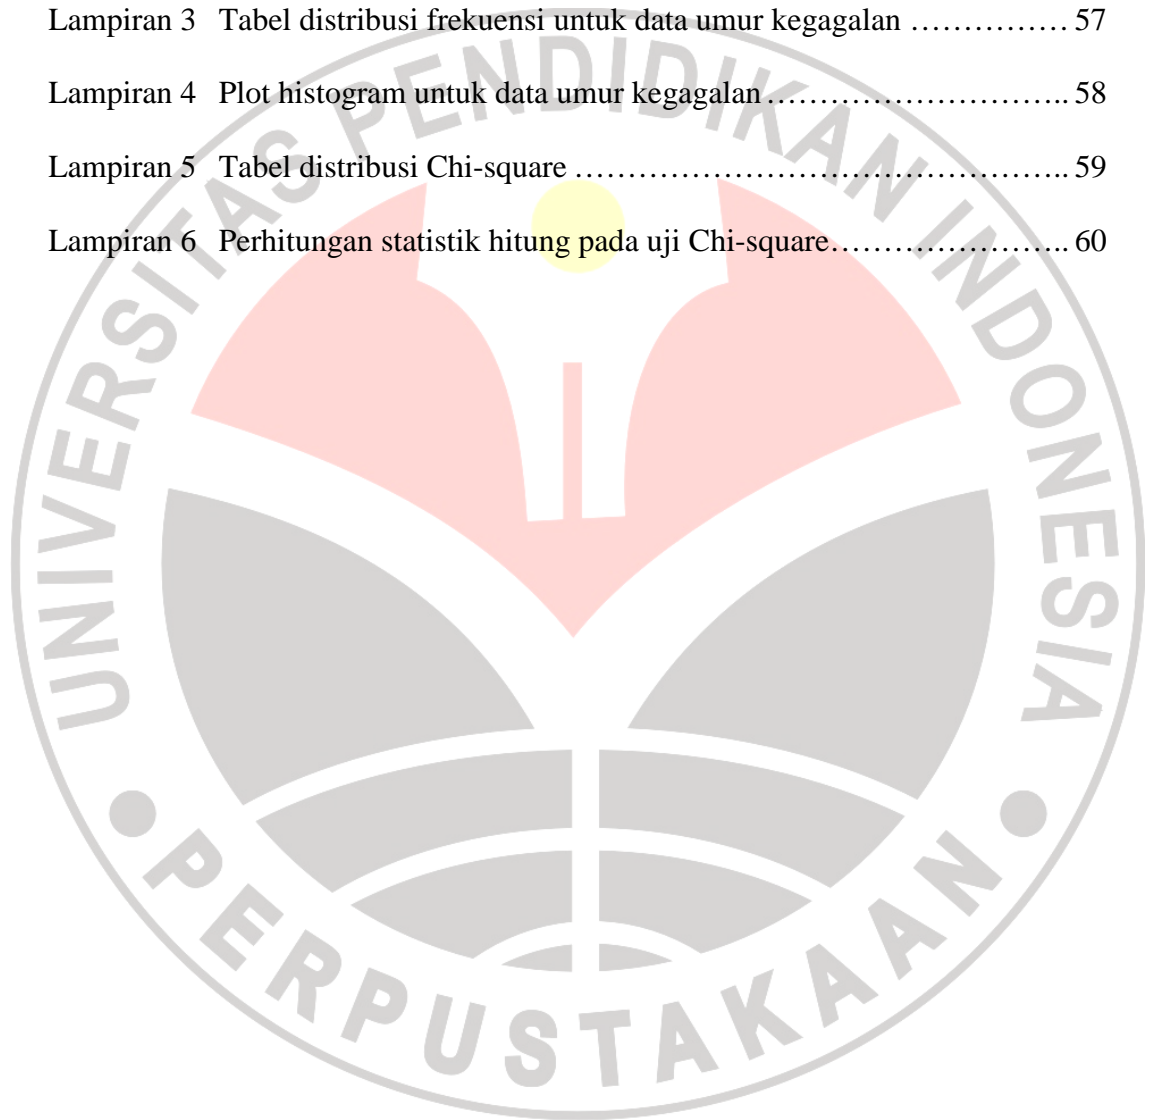 Lampiran 3 Tabel distribusi frekuensi untuk data umur kegagalan …………… 57
Lampiran 4 Plot histogram untuk data umur kegagalan……………………….. 58
Lampiran 5 Tabel distribusi Chi-square ……………………………………….. 59
Lampiran 6 Perhitungan statistik hitung pada uji Chi-square………………….. 60
UNIVERSITAS PENDIDIKAN INDONESIA
PERPUSTAKAAN